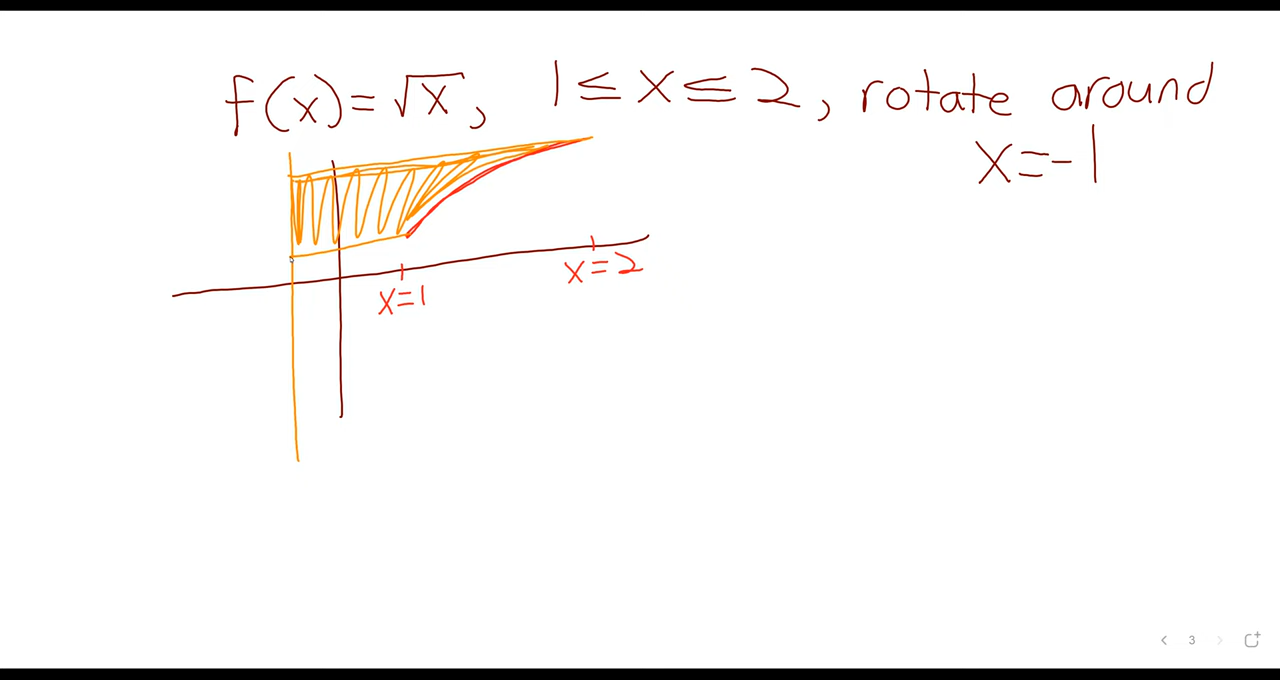 f(x)=√x, 1≤x≤2, rotate around
x=-1
x=2
x=1
3